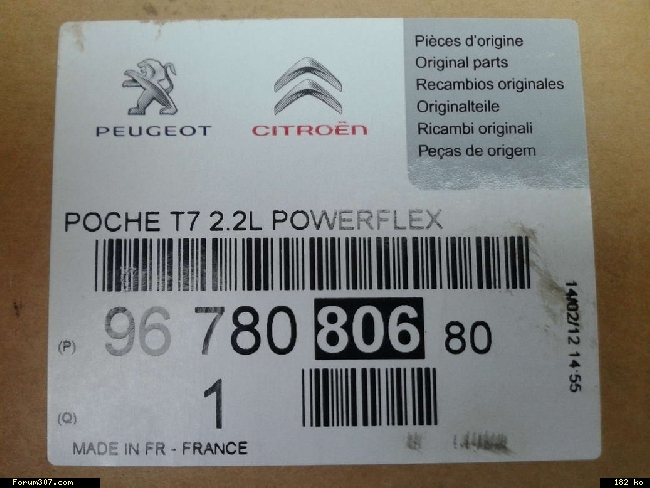 PEUGEOT
CITROËN
Pièces d'origine
Original parts
Recambios originales
Originalteile
Ricambi originali
Peças de origem
POCHE T7 2.2L POWERFLEX
(P) 96 780 806 80
(Q) 1
14/02/12 14:55
MADE IN FR - FRANCE
Forum307.com
182 ko